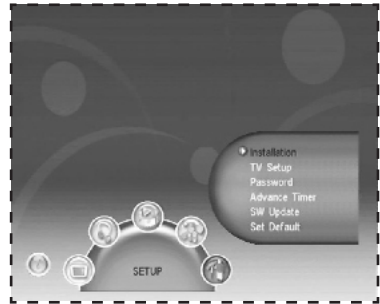 Installation
TV Setup
Password
Advance Timer
SW Update
Set Default
SETUP